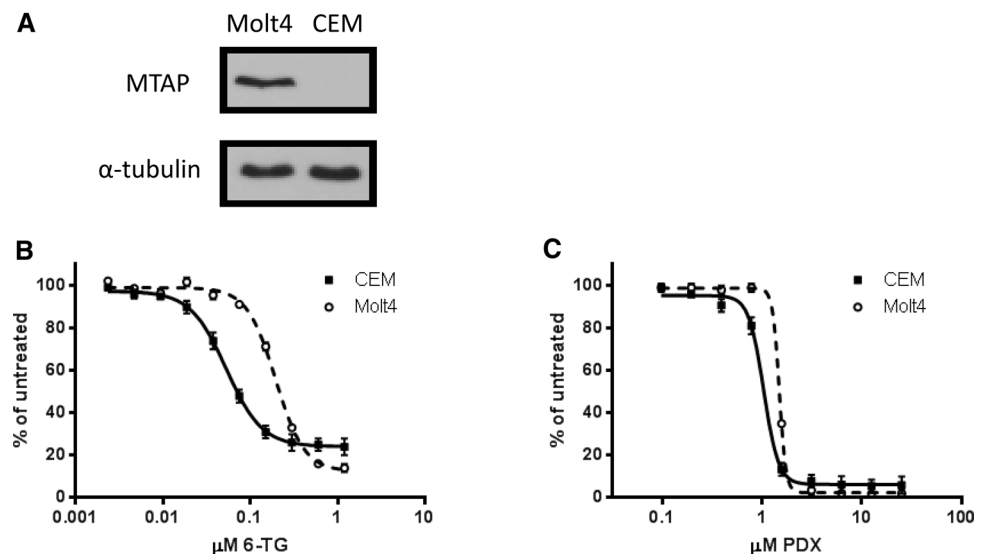 A
Molt4 CEM
MTAP
α-tubulin
B
% of untreated
100
80
60
40
20
0
0.001 0.01 0.1 1 10
µM 6-TG
CEM
Molt4
C
% of untreated
100
80
60
40
20
0
0.1 1 10 100
µM PDX
CEM
Molt4